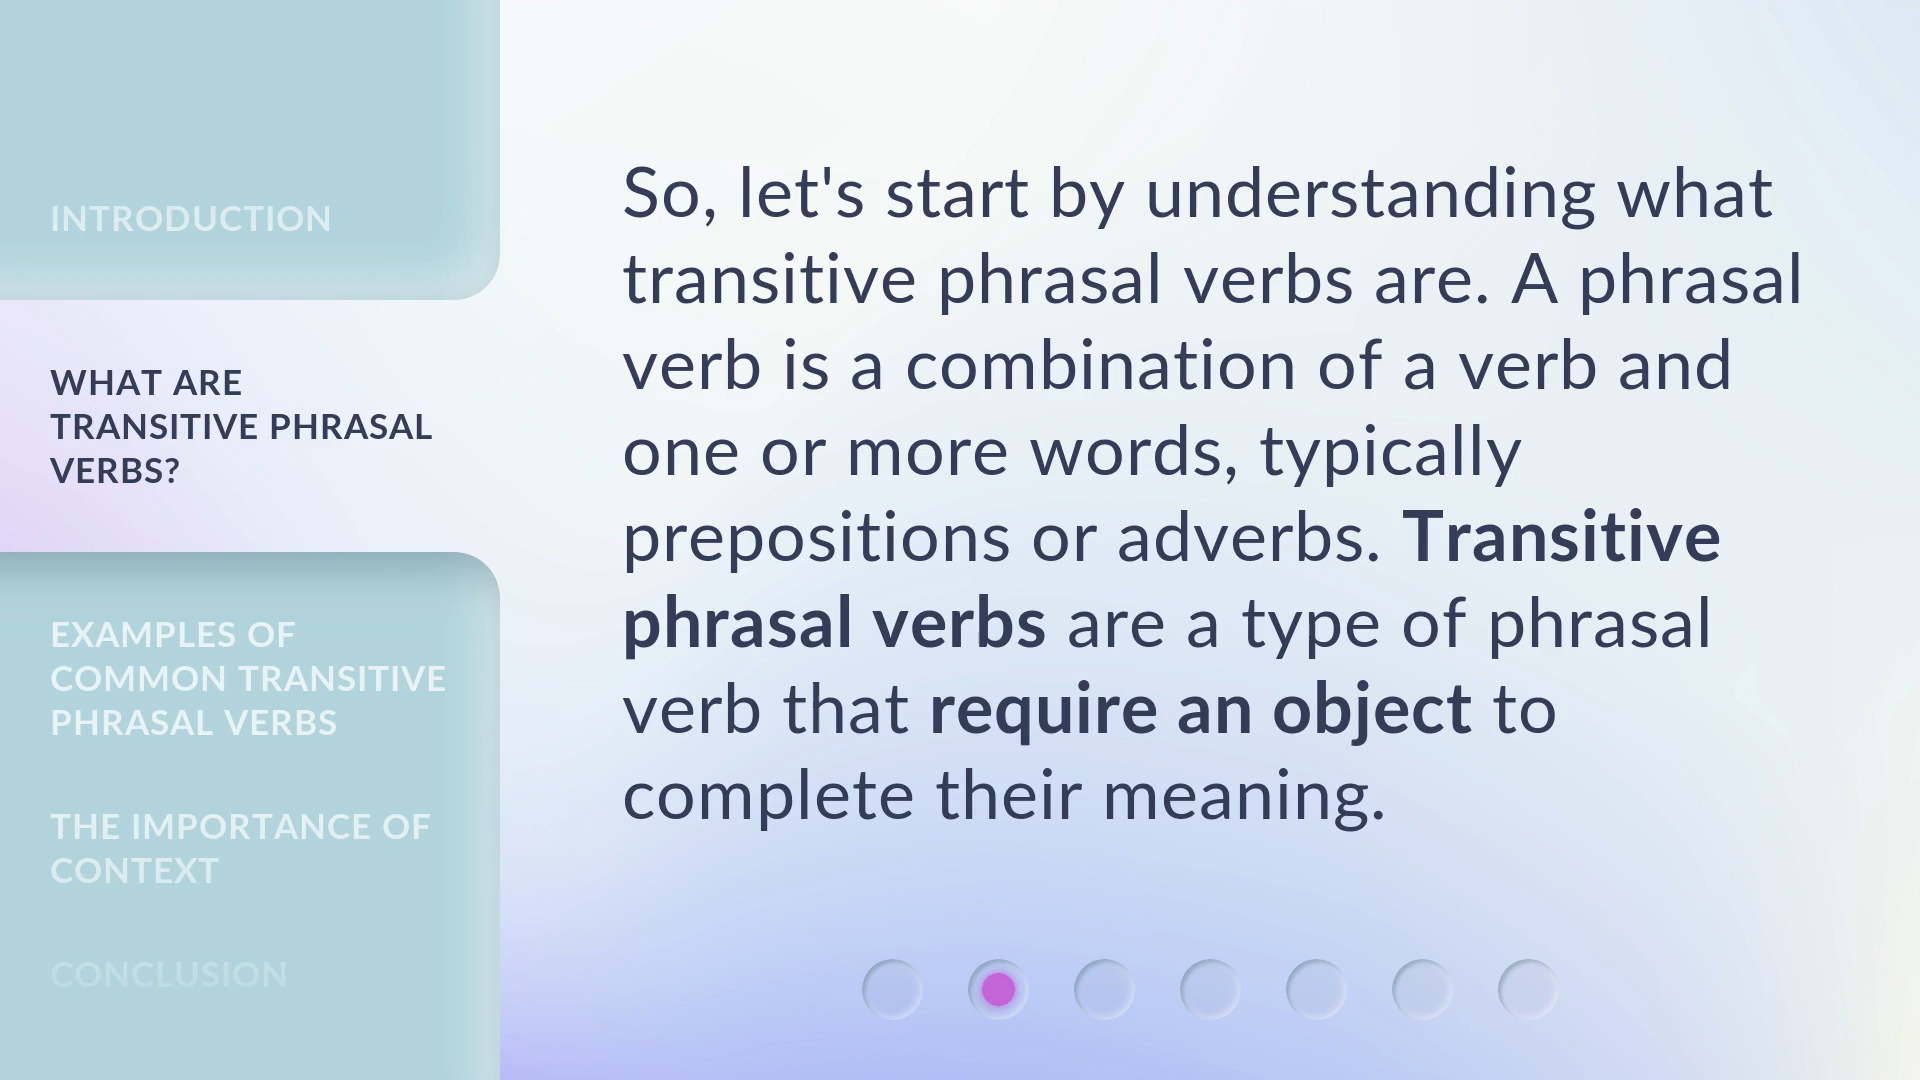 INTRODUCTION
WHAT ARE
TRANSITIVE PHRASAL
VERBS?
EXAMPLES OF
COMMON TRANSITIVE
PHRASAL VERBS
THE IMPORTANCE OF
CONTEXT
CONCLUSION
So, let's start by understanding what
transitive phrasal verbs are. A phrasal
verb is a combination of a verb and
one or more words, typically
prepositions or adverbs. Transitive
phrasal verbs are a type of phrasal
verb that require an object to
complete their meaning.